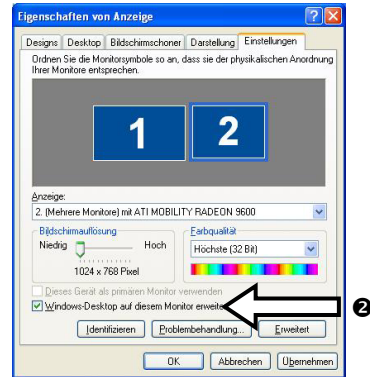 Eigenschaften von Anzeige
Designs Desktop Bildschirmschoner Darstellung Einstellungen
Ordnen Sie die Monitorsymbole so an, dass sie der physikalischen Anordnung
Ihrer Monitore entsprechen.
1 2
Anzeige:
2. (Mehrere Monitore) mit ATI MOBILITY RADEON 9600
Bildschirmauflösung Farbqualität
Niedrig Hoch Höchste (32 Bit)
1024 x 768 Pixel
Dieses Gerät als primären Monitor verwenden
Windows-Desktop auf diesem Monitor erweite
❷
Identifizieren Problembehandlung... Erweitert
OK Abbrechen Übernehmen